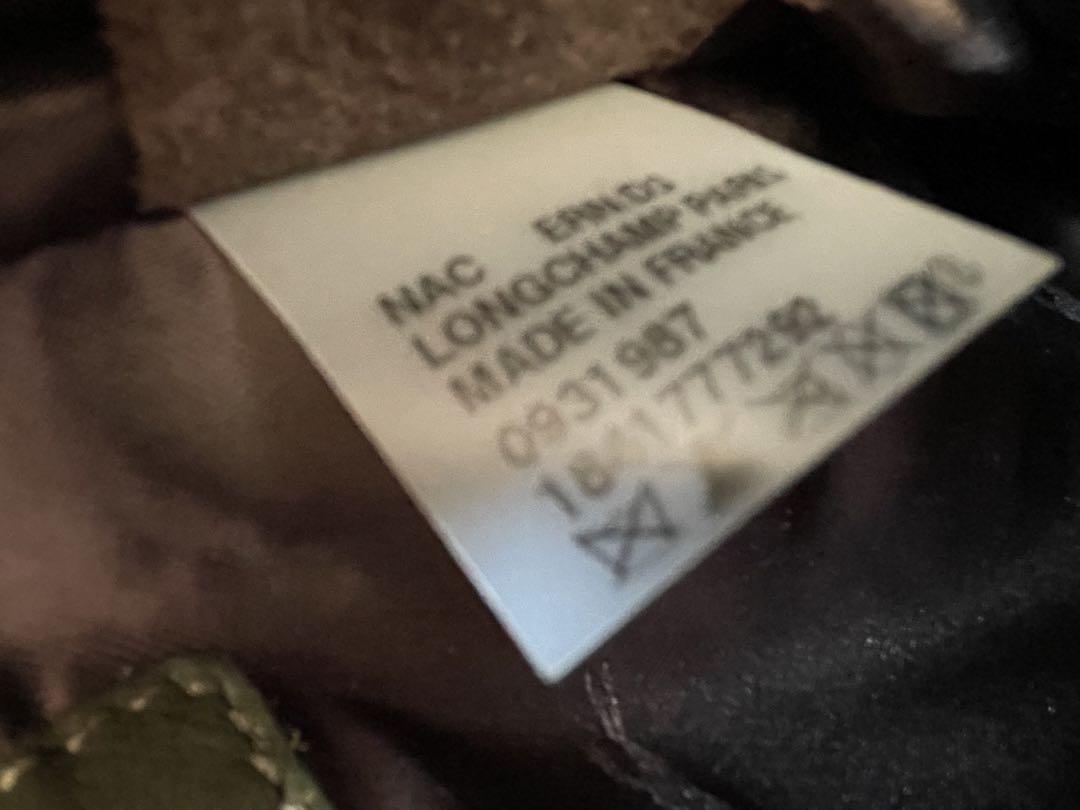 NAC
LONGCHAMP PARIS
MADE IN FRANCE
0931 987